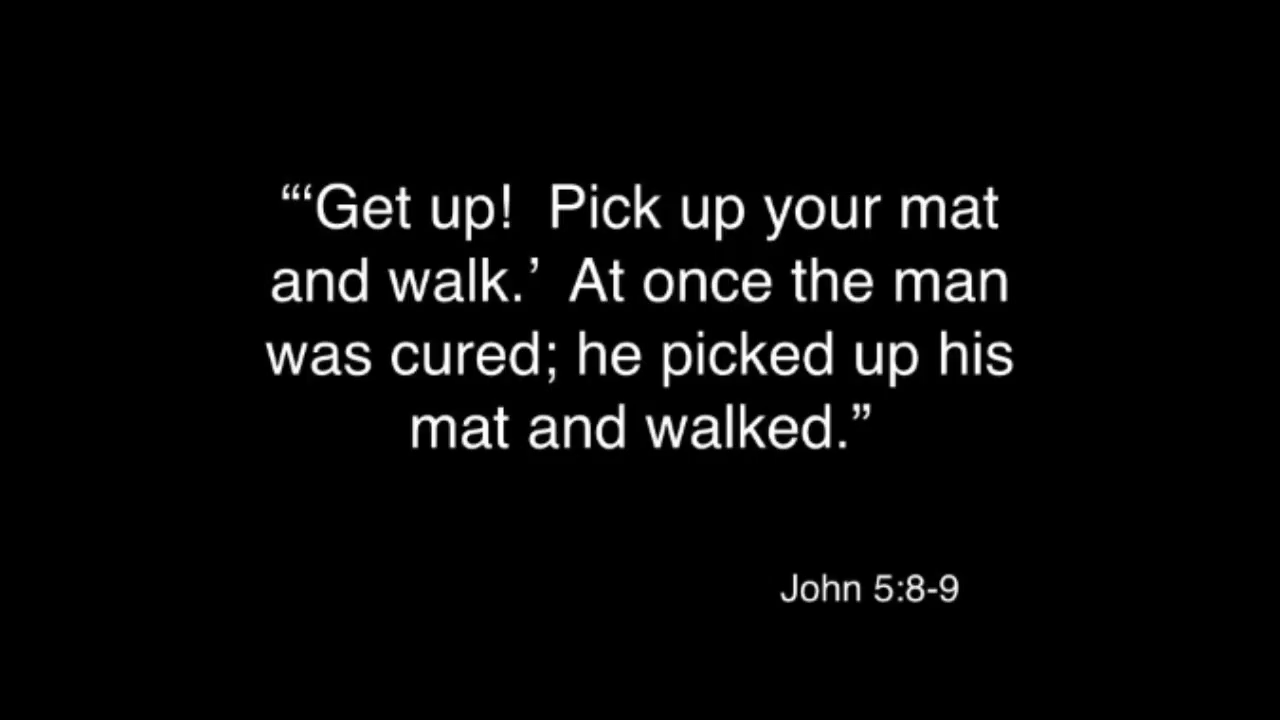 “‘Get up!  Pick up your mat
and walk.’  At once the man
was cured; he picked up his
mat and walked.”
John 5:8-9